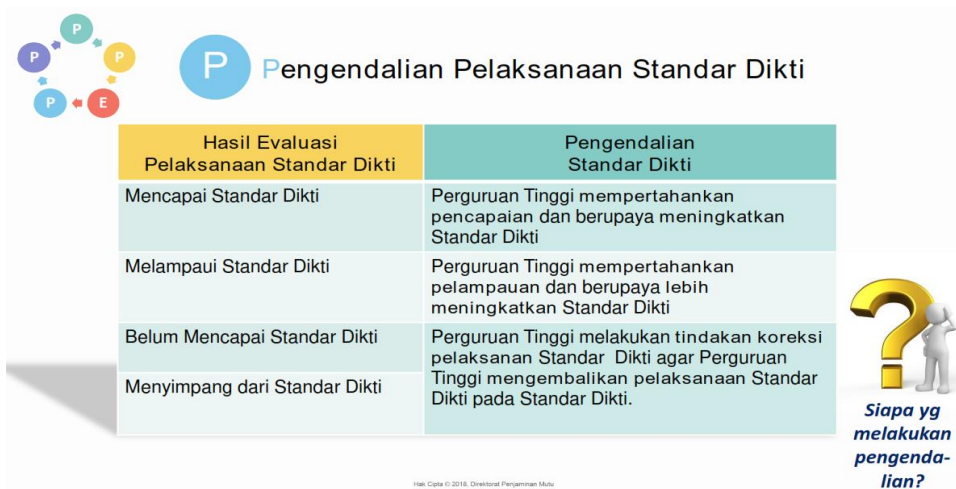 P
P
P
P
E
P
Pengendalian Pelaksanaan Standar Dikti
Hasil Evaluasi
Pelaksanaan Standar Dikti
Pengendalian
Standar Dikti
Mencapai Standar Dikti
Perguruan Tinggi mempertahankan
pencapaian dan berupaya meningkatkan
Standar Dikti
Melampaui Standar Dikti
Perguruan Tinggi mempertahankan
pelampauan dan berupaya lebih
meningkatkan Standar Dikti
Belum Mencapai Standar Dikti
Menyimpang dari Standar Dikti
Perguruan Tinggi melakukan tindakan koreksi
pelaksanan Standar Dikti agar Perguruan
Tinggi mengembalikan pelaksanaan Standar
Dikti pada Standar Dikti.
?
Siapa yg
melakukan
pengenda-
lian?
Hak Cipta © 2018, Direktorat Penjaminan Mutu